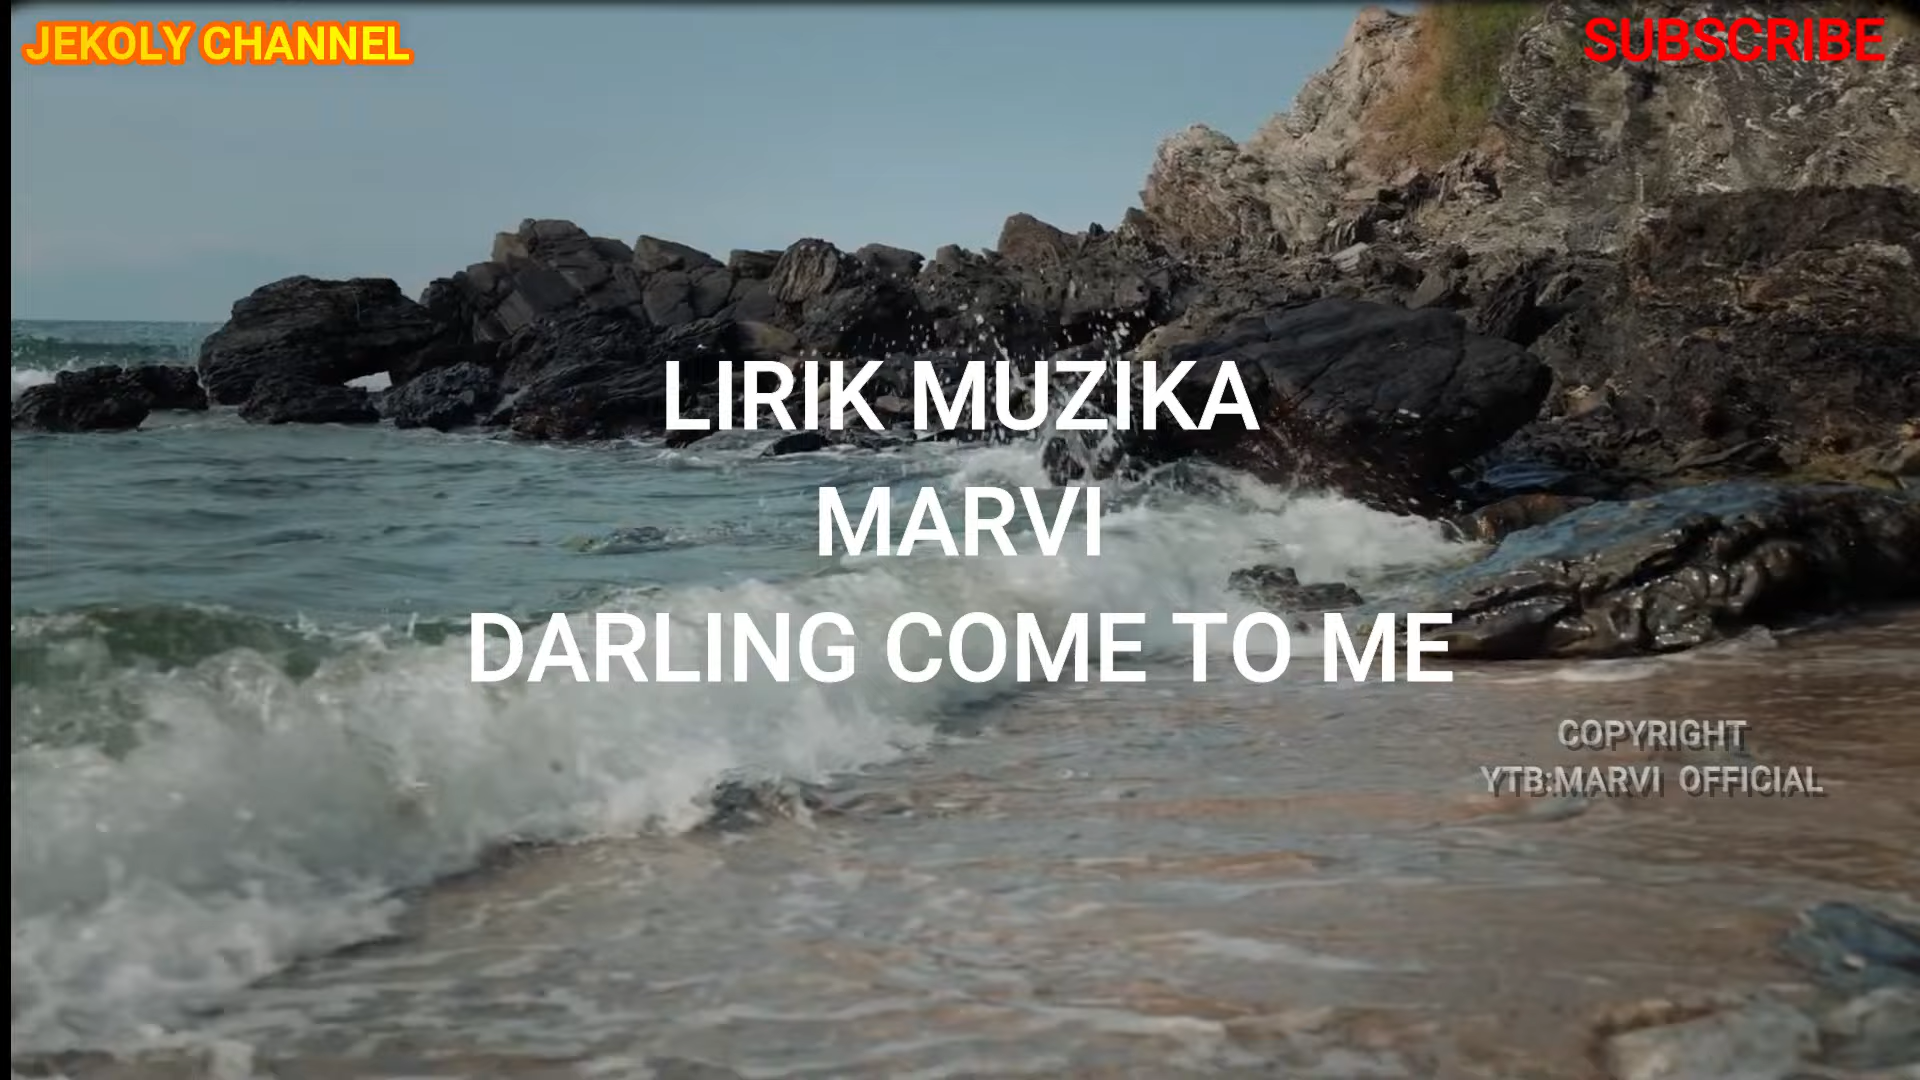 JEKOLY CHANNEL
SUBSCRIBE
LIRIK MUZIKA
MARVI
DARLING COME TO ME
COPYRIGHT
YTB:MARVI OFFICIAL